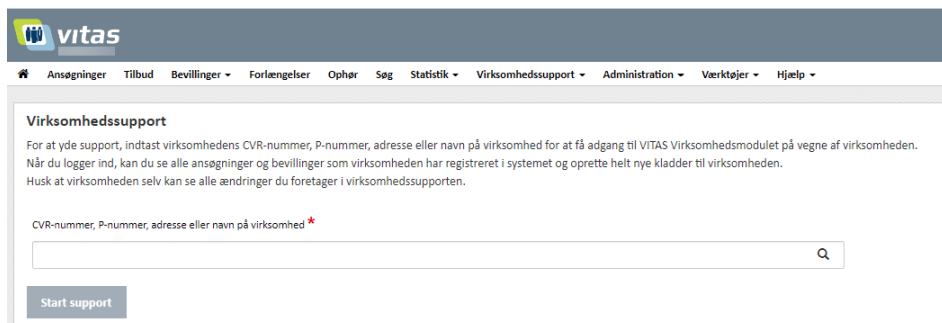 vitas
Ansøgninger Tilbud Bevillinger Forlængelser Ophør Søg Statistik Virksomhedssupport Administration Værktøjer Hjælp
Virksomhedssupport
For at yde support, indtast virksomhedens CVR-nummer, P-nummer, adresse eller navn på virksomhed for at få adgang til VITAS Virksomhedsmodulet på vegne af virksomheden.
Når du logger ind, kan du se alle ansøgninger og bevillinger som virksomheden har registreret i systemet og oprette helt nye kladder til virksomheden.
Husk at virksomheden selv kan se alle ændringer du foretager i virksomhedssupporten.
CVR-nummer, P-nummer, adresse eller navn på virksomhed *
Start support